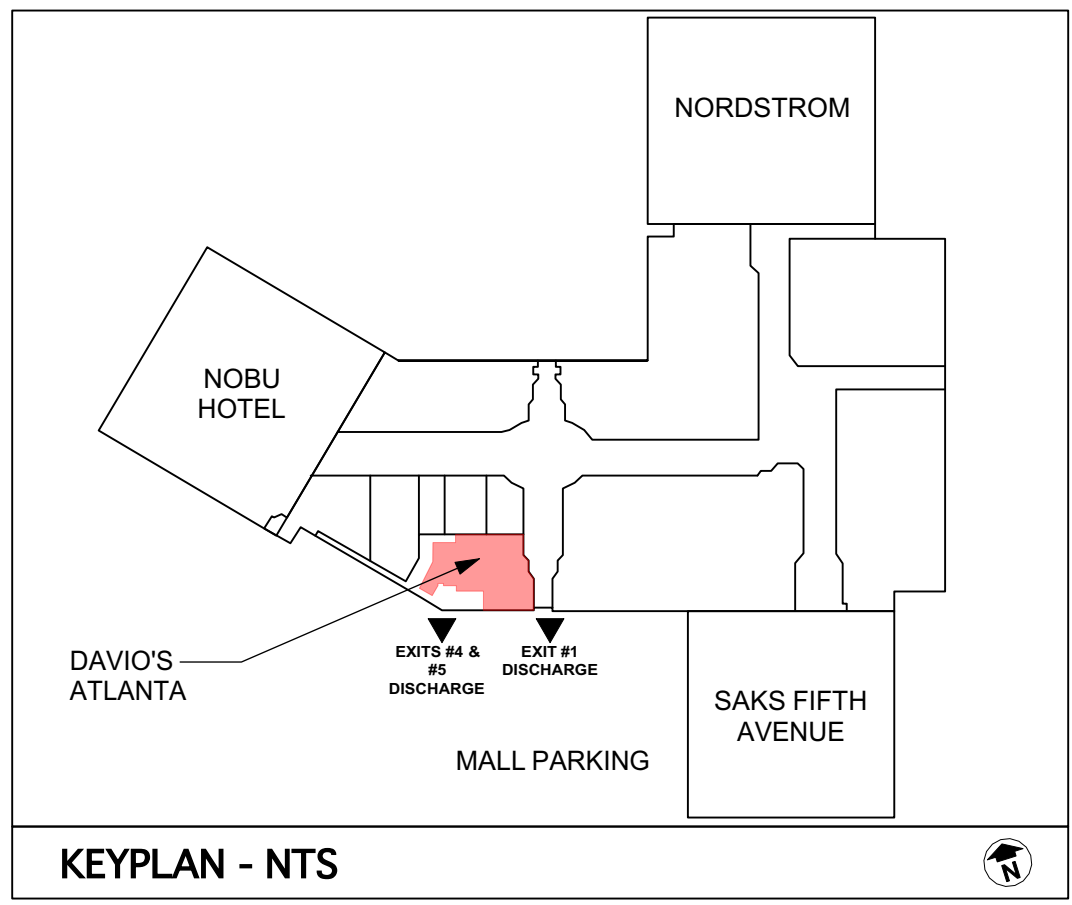 NORDSTROM
NOBU
HOTEL
DAVIO'S
ATLANTA
EXITS #4 &
#5
DISCHARGE
EXIT #1
DISCHARGE
SAKS FIFTH
AVENUE
MALL PARKING
KEYPLAN - NTS
N